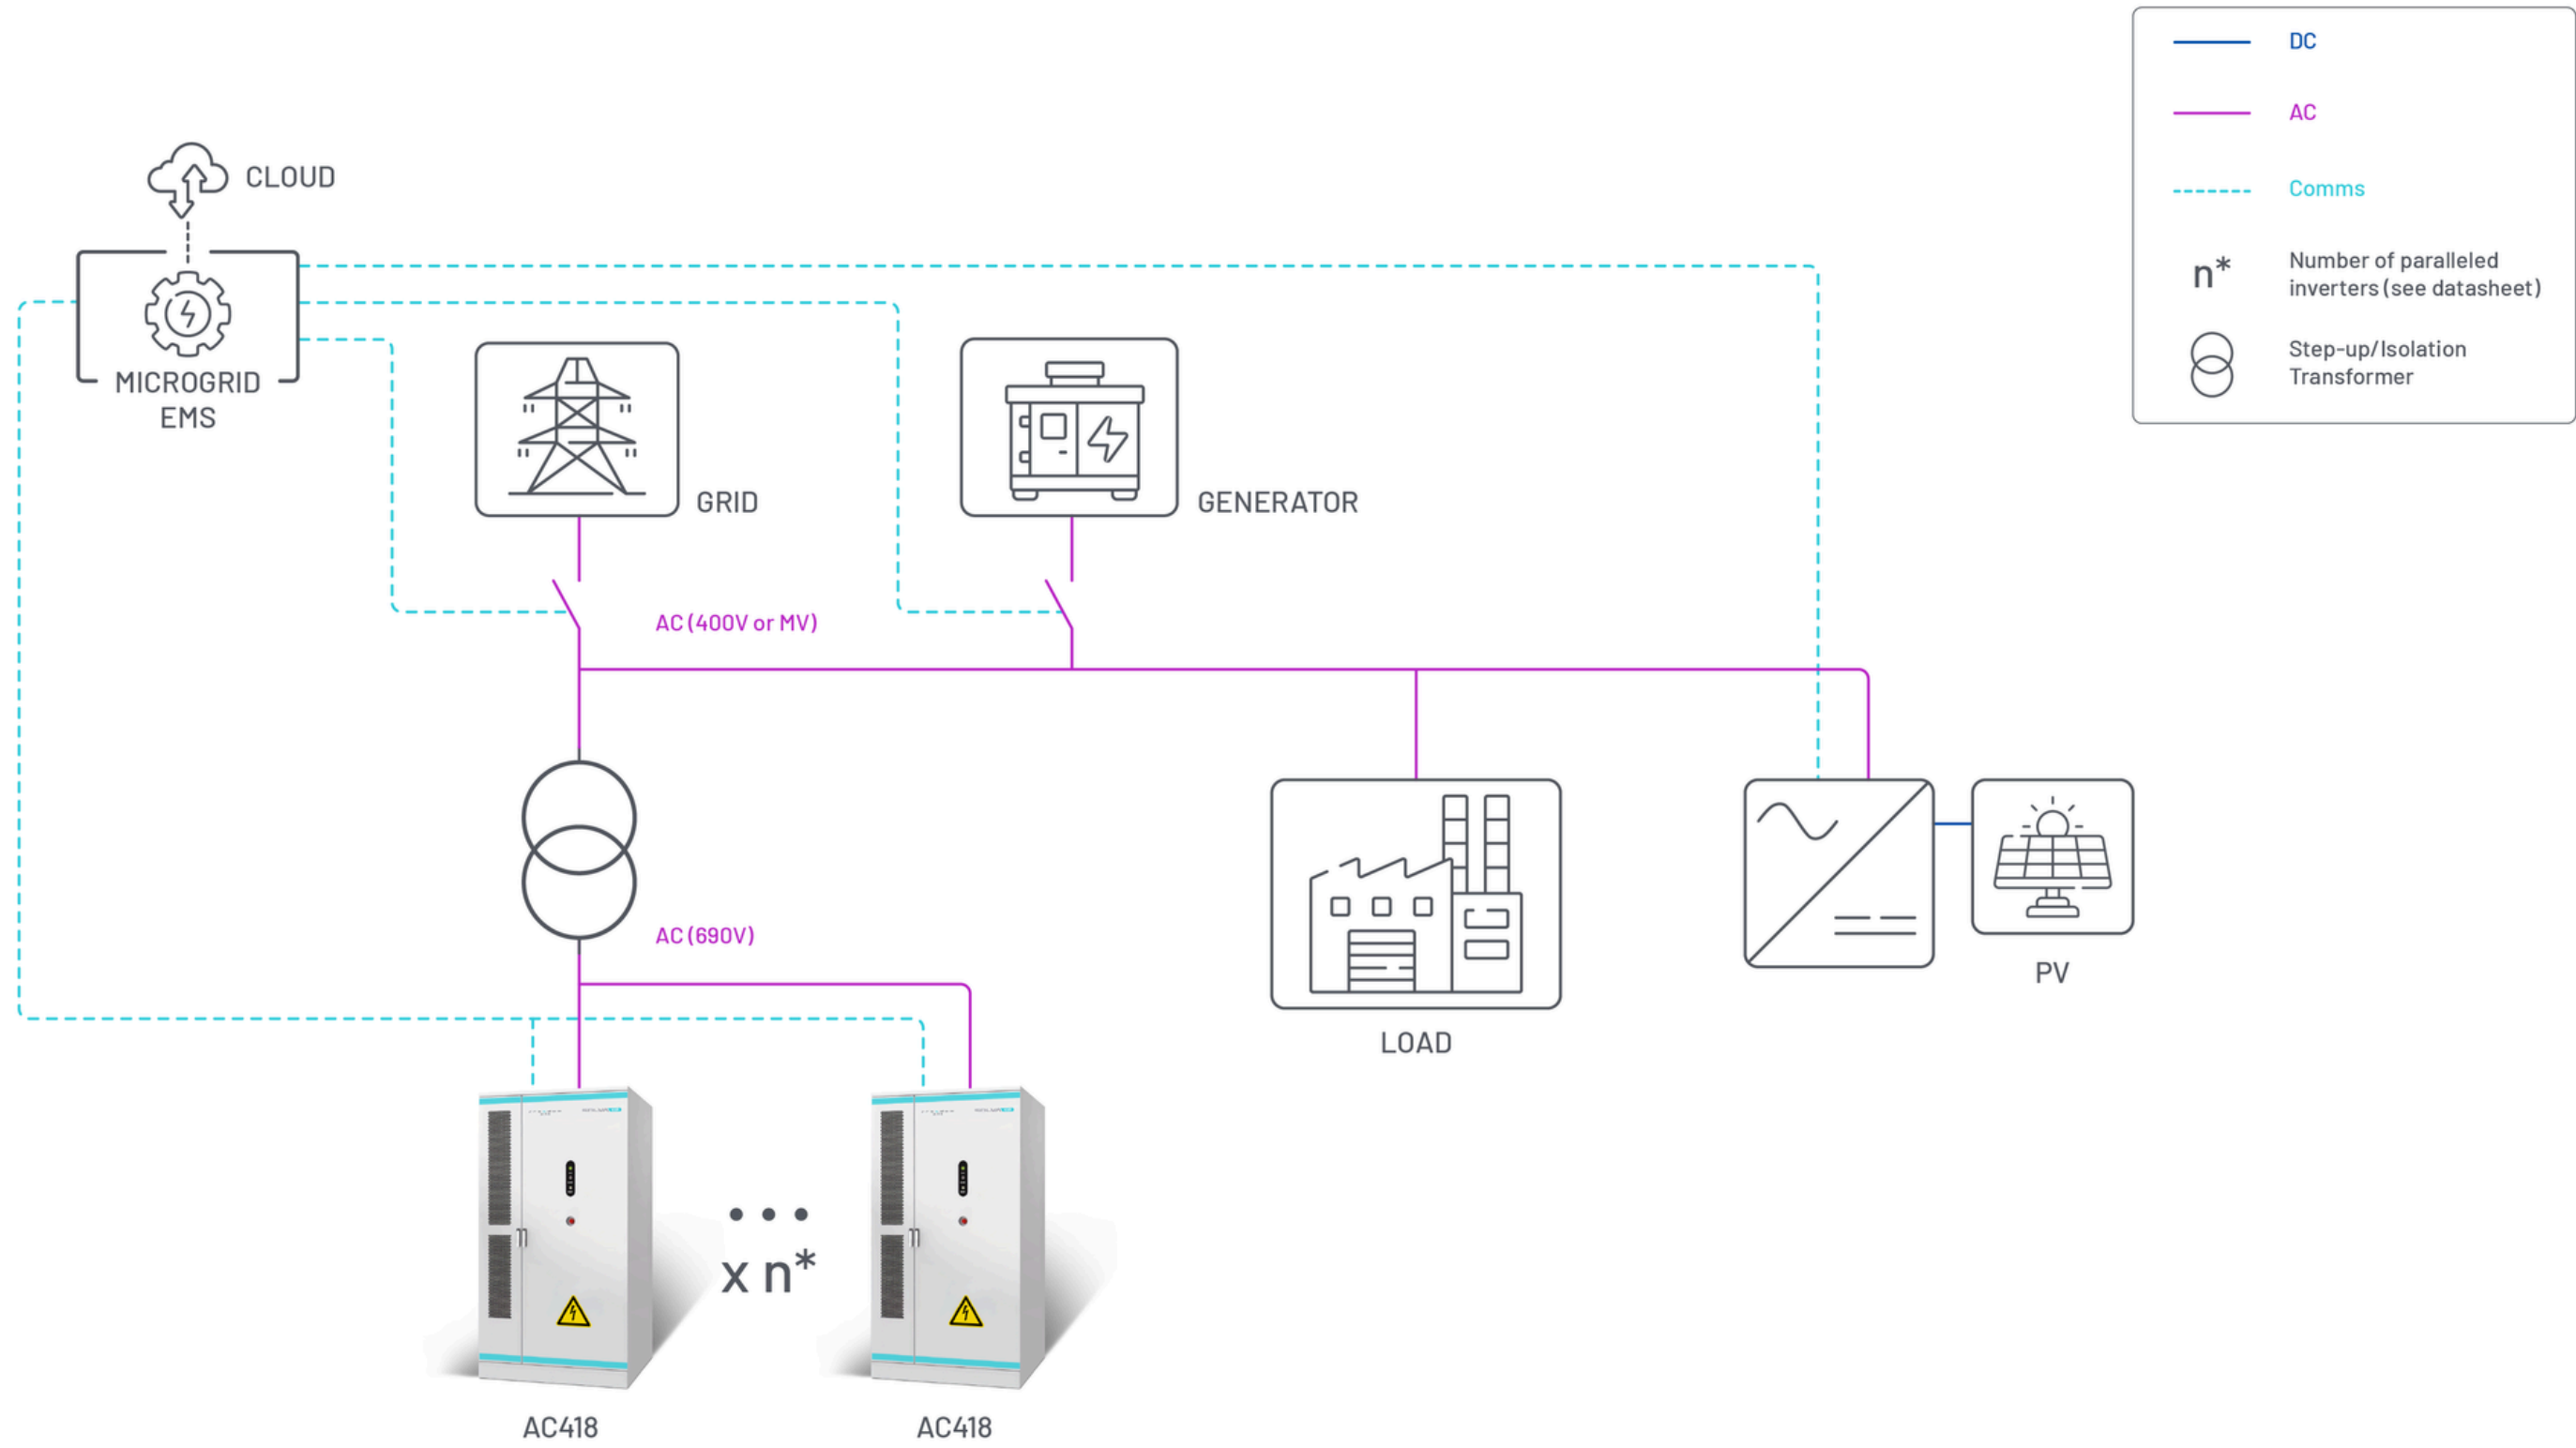 DC
AC
Comms
n*
Number of paralleled
inverters (see datasheet)
Step-up/Isolation
Transformer
CLOUD
MICROGRID
EMS
GRID
GENERATOR
AC (400V or MV)
AC (690V)
LOAD
PV
x n*
AC418
AC418